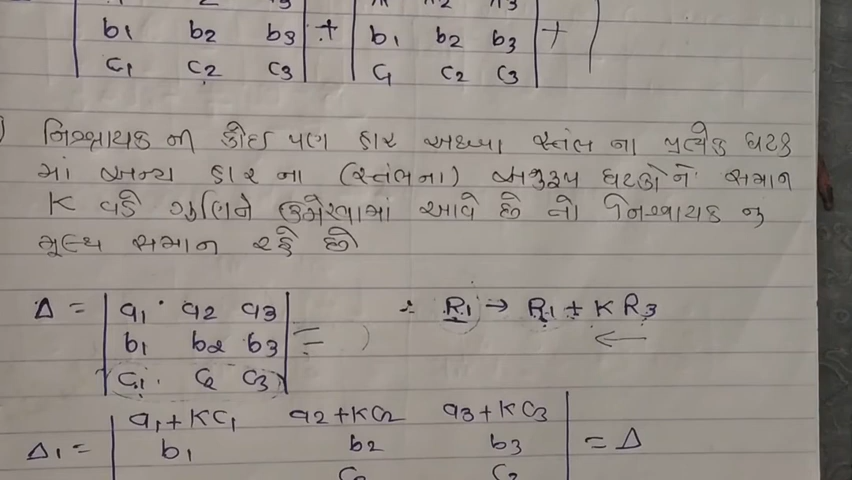 b1 b2 b3 + b1 b2 b3 +
C1 C2 C3 C1 C2 C3
નિશ્ચાયક ની કોઈ પણ હાર અથવા સ્તંભ ના પ્રત્યેક ઘટક
માં અન્ય હાર ના (સ્તંભના) અનુરૂપ ઘટકોને સમાન
K વડે ગુણિને ઉમેરવામાં આવે છે તો નિશ્ચાયક નુ
મૂલ્ય સમાન રહે છે
Δ = a1 a2 a3 = ∴ R1 → R1 + K R3
b1 b2 b3
C1 C2 C3
a1+KC1 a2+KC2 a3+KC3
Δ1 = b1 b2 b3 = Δ